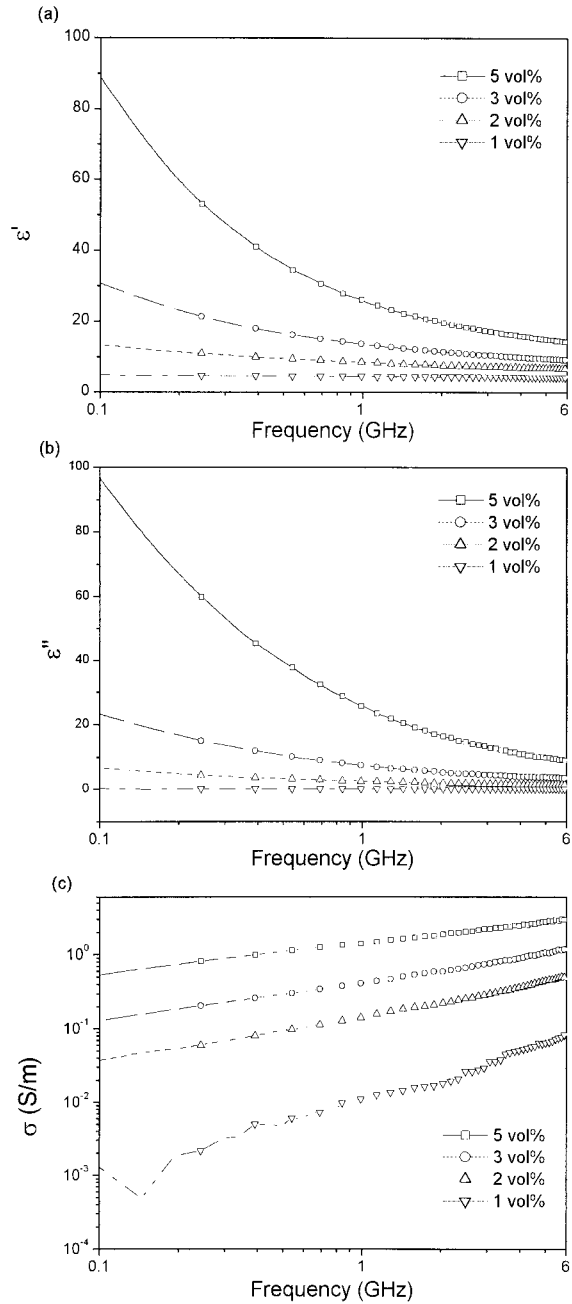 (a)
100
80
60
40
20
0
ε'
5 vol%
3 vol%
2 vol%
1 vol%
0.1
1
6
Frequency (GHz)
(b)
100
80
60
40
20
0
ε"
5 vol%
3 vol%
2 vol%
1 vol%
0.1
1
6
Frequency (GHz)
(c)
10⁰
10⁻¹
10⁻²
10⁻³
10⁻⁴
σ (S/m)
5 vol%
3 vol%
2 vol%
1 vol%
0.1
1
6
Frequency (GHz)